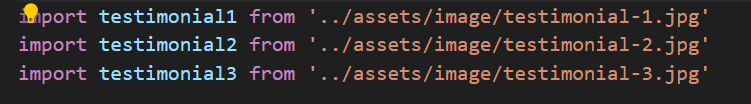 import testimonial1 from '../assets/image/testimonial-1.jpg'
import testimonial2 from '../assets/image/testimonial-2.jpg'
import testimonial3 from '../assets/image/testimonial-3.jpg'